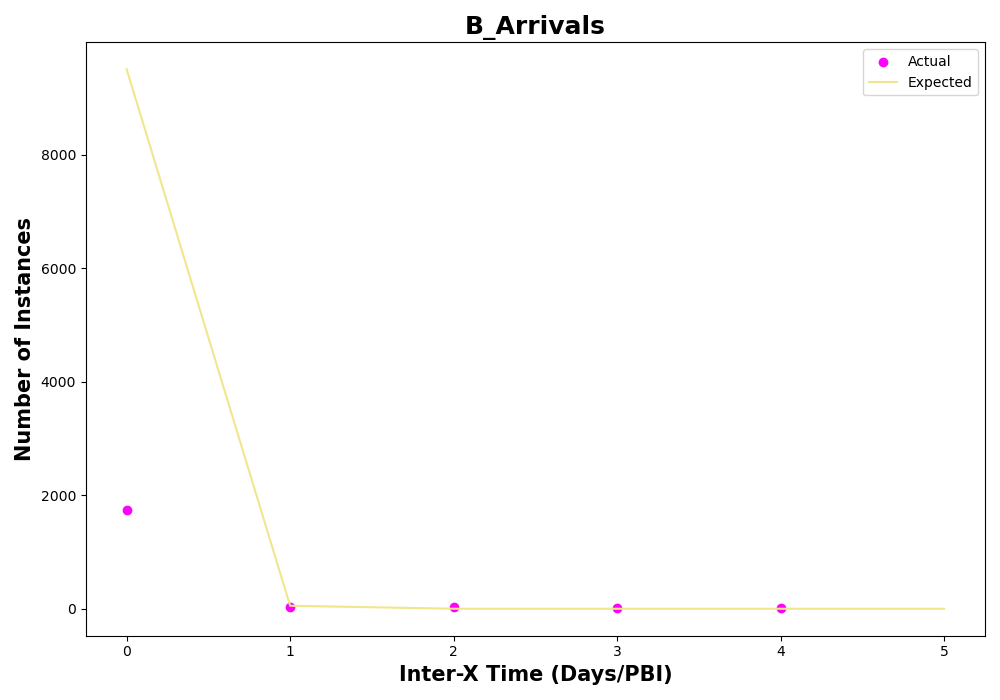 B_Arrivals
Actual
Expected
Number of Instances
8000
6000
4000
2000
0
0 1 2 3 4 5
Inter-X Time (Days/PBI)